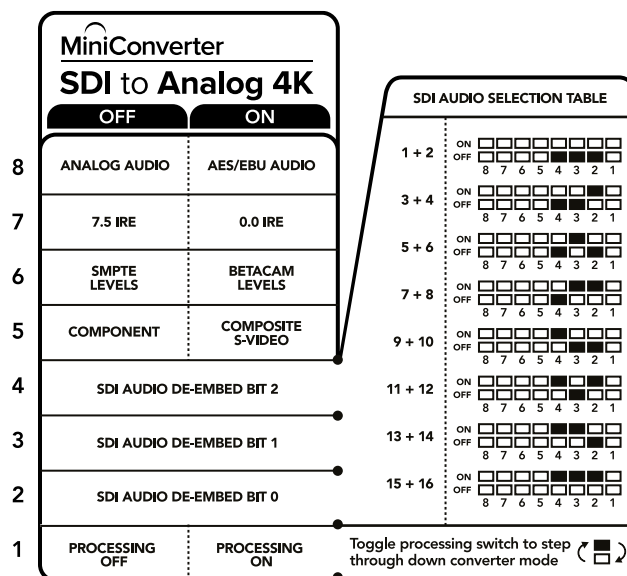 MiniConverter
SDI to Analog 4K
OFF ON
8 ANALOG AUDIO AES/EBU AUDIO
7 7.5 IRE 0.0 IRE
6 SMPTE LEVELS BETACAM LEVELS
5 COMPONENT COMPOSITE S-VIDEO
4 SDI AUDIO DE-EMBED BIT 2
3 SDI AUDIO DE-EMBED BIT 1
2 SDI AUDIO DE-EMBED BIT 0
1 PROCESSING OFF PROCESSING ON
SDI AUDIO SELECTION TABLE
1 + 2 ON
OFF
8 7 6 5 4 3 2 1
3 + 4 ON
OFF
8 7 6 5 4 3 2 1
5 + 6 ON
OFF
8 7 6 5 4 3 2 1
7 + 8 ON
OFF
8 7 6 5 4 3 2 1
9 + 10 ON
OFF
8 7 6 5 4 3 2 1
11 + 12 ON
OFF
8 7 6 5 4 3 2 1
13 + 14 ON
OFF
8 7 6 5 4 3 2 1
15 + 16 ON
OFF
8 7 6 5 4 3 2 1
Toggle processing switch to step
through down converter mode